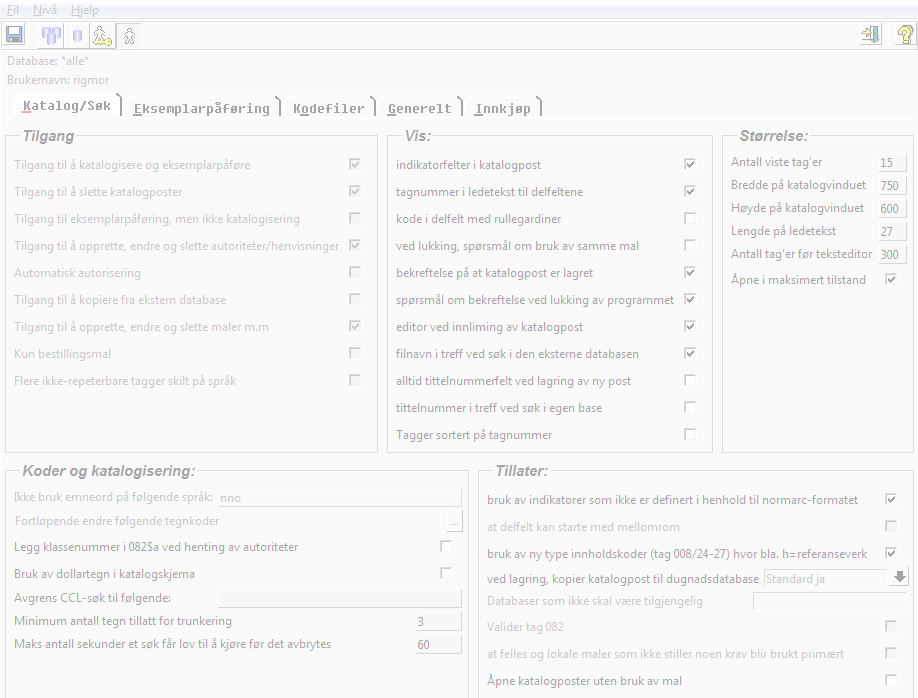 Fil Nivå Hjelp
Database: *alle*
Brukernavn: rigmor
Katalog/Søk Eksemplarpåføring Kodefiler Generelt Innkjøp
Tilgang
Tilgang til å katalogisere og eksemplarpåføre
Tilgang til å slette katalogposter
Tilgang til eksemplarpåføring, men ikke katalogisering
Tilgang til å opprette, endre og slette autoriteter/henvisninger
Automatisk autorisering
Tilgang til å kopiere fra ekstern database
Tilgang til å opprette, endre og slette maler m.m
Kun bestillingsmal
Flere ikke-repeterbare tagger skilt på språk
Vis:
indikatorfelter i katalogpost
tagnummer i ledetekst til delfeltene
kode i delfelt med rullegardiner
ved lukking, spørsmål om bruk av samme mal
bekreftelse på at katalogpost er lagret
spørsmål om bekreftelse ved lukking av programmet
editor ved innliming av katalogpost
filnavn i treff ved søk i den eksterne databasen
alltid tittelnummerfelt ved lagring av ny post
tittelnummer i treff ved søk i egen base
Tagger sortert på tagnummer
Størrelse:
Antall viste tag'er 15
Bredde på katalogvinduet 750
Høyde på katalogvinduet 600
Lengde på ledetekst 27
Antall tag'er før teksteditor 300
Åpne i maksimert tilstand
Koder og katalogisering:
Ikke bruk emneord på følgende språk: nno
Fortløpende endre følgende tegnkoder ...
Legg klassenummer i 082$a ved henting av autoriteter
Bruk av dollartegn i katalogskjema
Avgrens CCL-søk til følgende:
Minimum antall tegn tillatt for trunkering 3
Maks antall sekunder et søk får lov til å kjøre før det avbrytes 60
Tillater:
bruk av indikatorer som ikke er definert i henhold til normarc-formatet
at delfelt kan starte med mellomrom
bruk av ny type innholdskoder (tag 008/24-27) hvor bla. h=referanseverk
ved lagring, kopier katalogpost til dugnadsdatabase Standard ja
Databaser som ikke skal være tilgjengelig
Valider tag 082
at felles og lokale maler som ikke stiller noen krav blir brukt primært
Åpne katalogposter uten bruk av mal